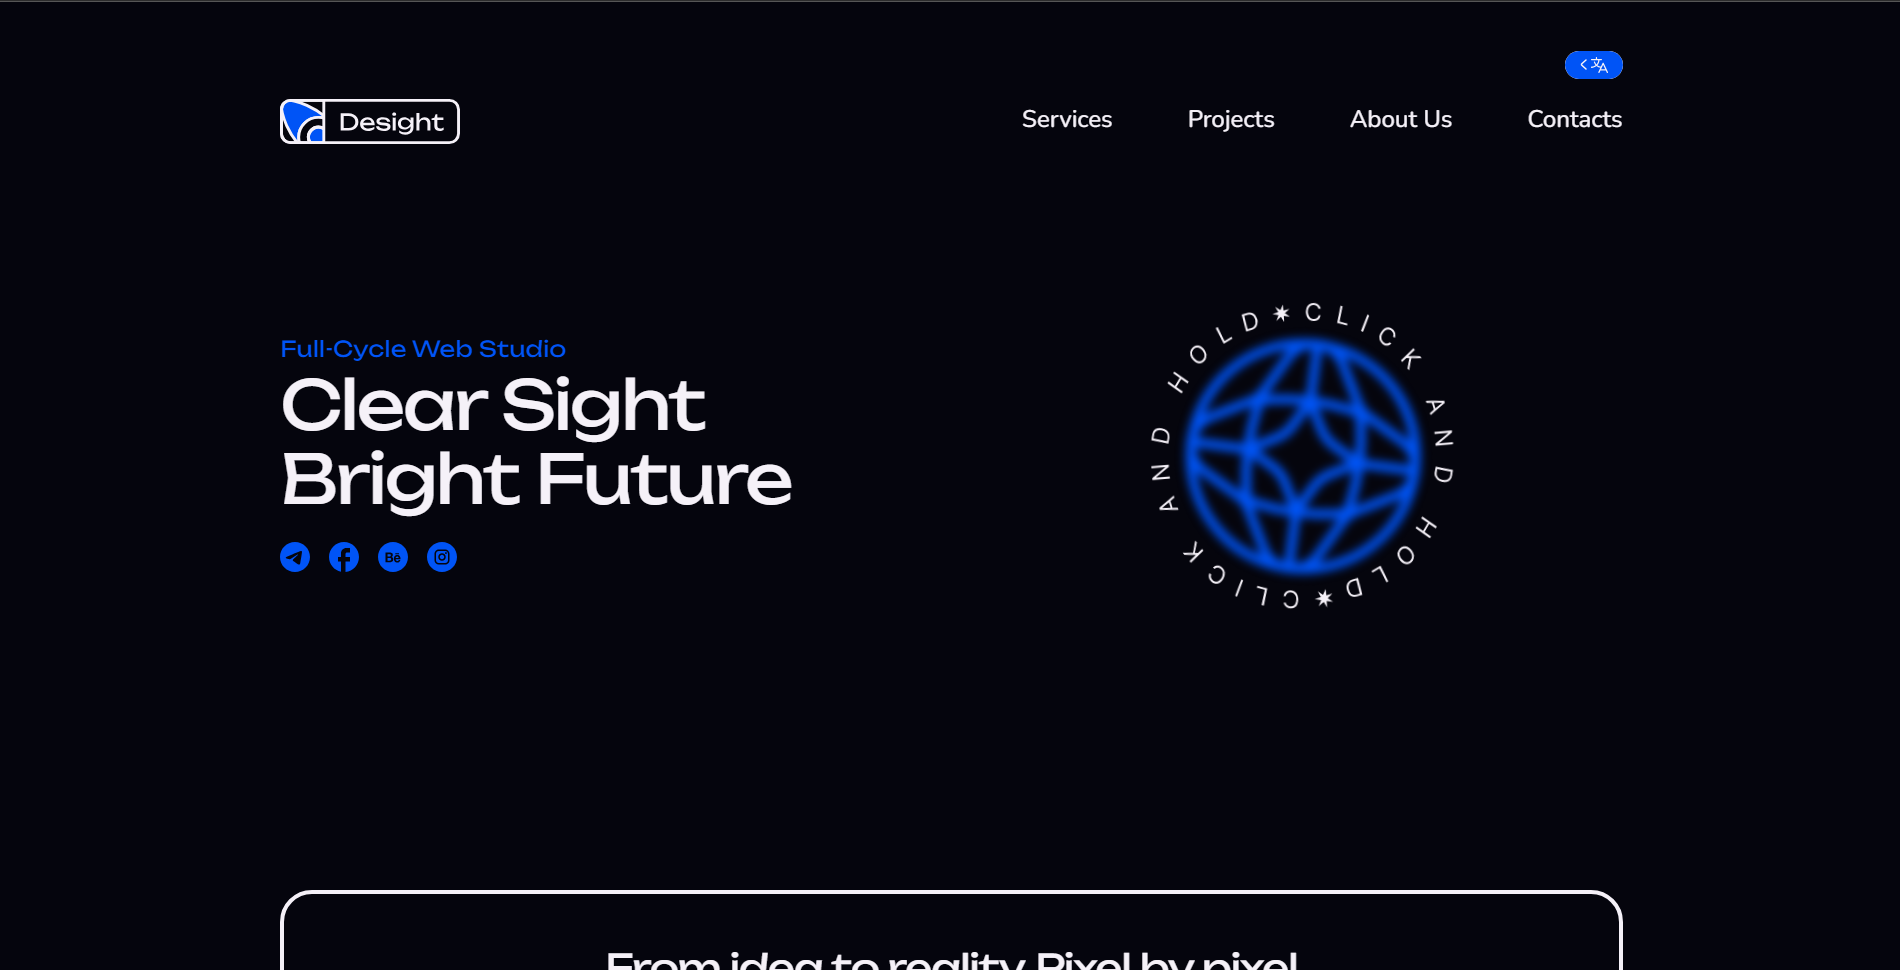 Desight
Services
Projects
About Us
Contacts
Full-Cycle Web Studio
Clear Sight
Bright Future
Bē
CLICK AND HOLD✷CLICK AND HOLD✷
From idea to reality. Pixel by pixel